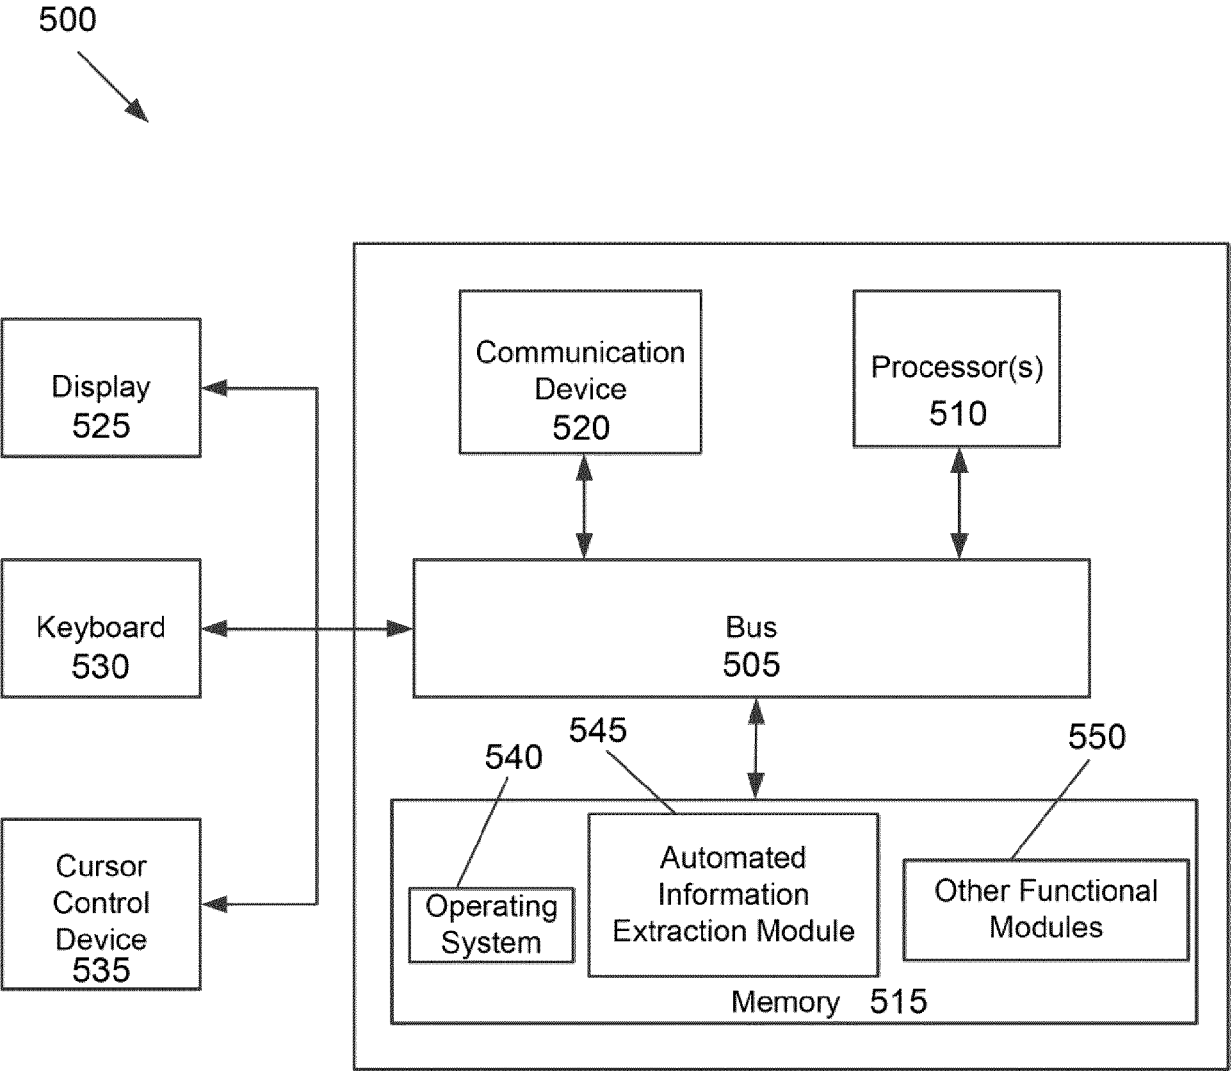 500
Communication
Device
520
Processor(s)
510
Display
525
Keyboard
530
Bus
505
Cursor
Control
Device
535
540
545
550
Operating
System
Automated
Information
Extraction Module
Other Functional
Modules
Memory 515